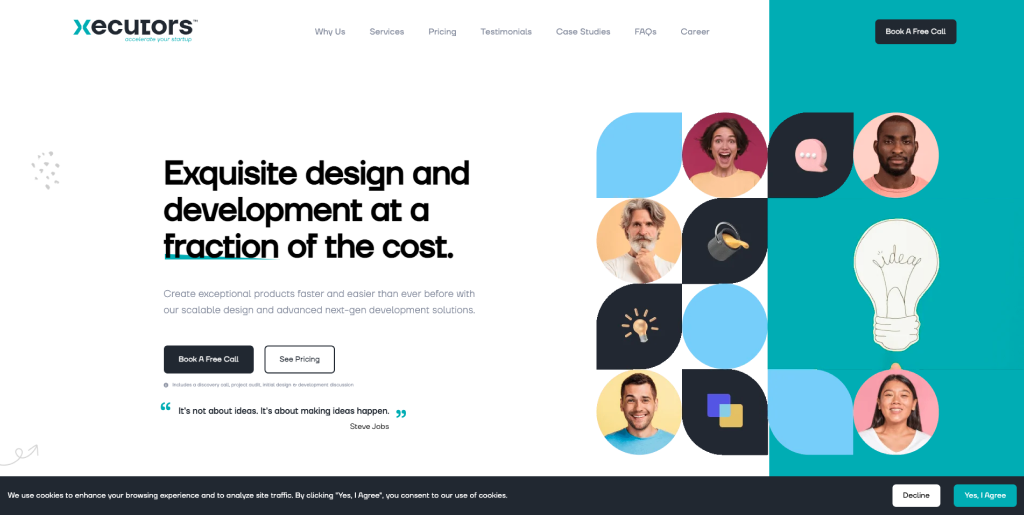 xecutors™
accelerate your startup
Why Us
Services
Pricing
Testimonials
Case Studies
FAQs
Career
Book A Free Call
Exquisite design and
development at a
fraction of the cost.
idea
Create exceptional products faster and easier than ever before with
our scalable design and advanced next-gen development solutions.
Book A Free Call
See Pricing
Includes a discovery call, project audit, initial design & development discussion
“ It's not about ideas. It's about making ideas happen. ”
Steve Jobs
We use cookies to enhance your browsing experience and to analyze site traffic. By clicking "Yes, I Agree", you consent to our use of cookies.
Decline
Yes, I Agree